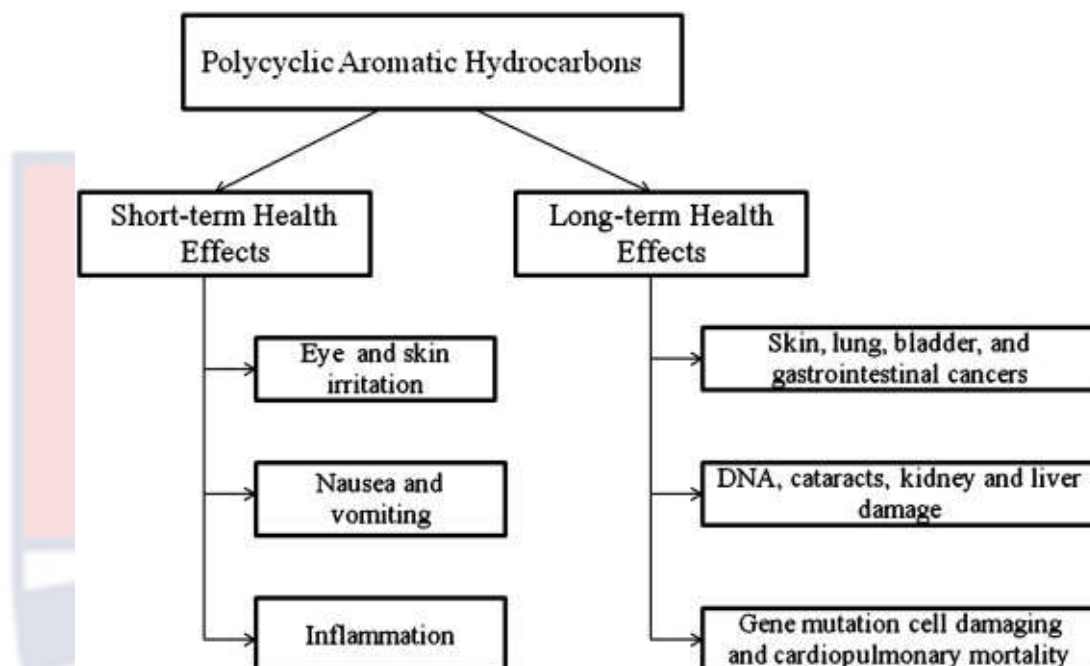 Polycyclic Aromatic Hydrocarbons
Short-term Health
Effects
Eye and skin
irritation
Nausea and
vomiting
Inflammation
Long-term Health
Effects
Skin, lung, bladder, and
gastrointestinal cancers
DNA, cataracts, kidney and liver
damage
Gene mutation cell damaging
and cardiopulmonary mortality